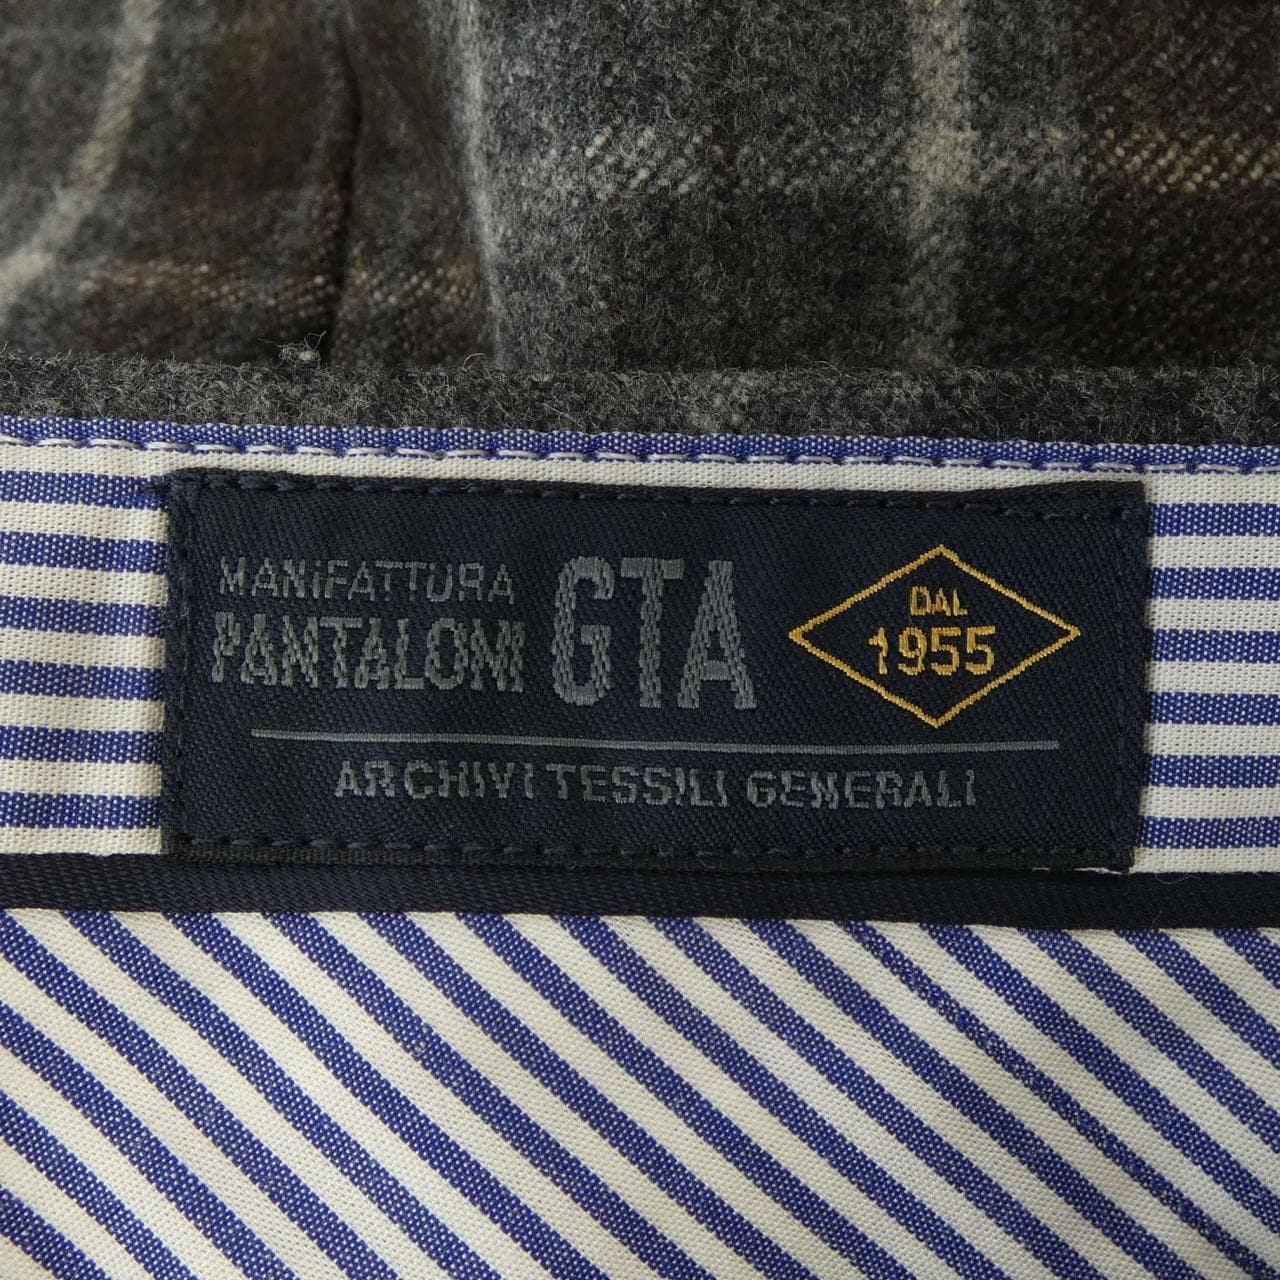 MANiFATTURA
PANTALONI GTA
DAL
1955
ARCHIVI TESSILI GENERALI